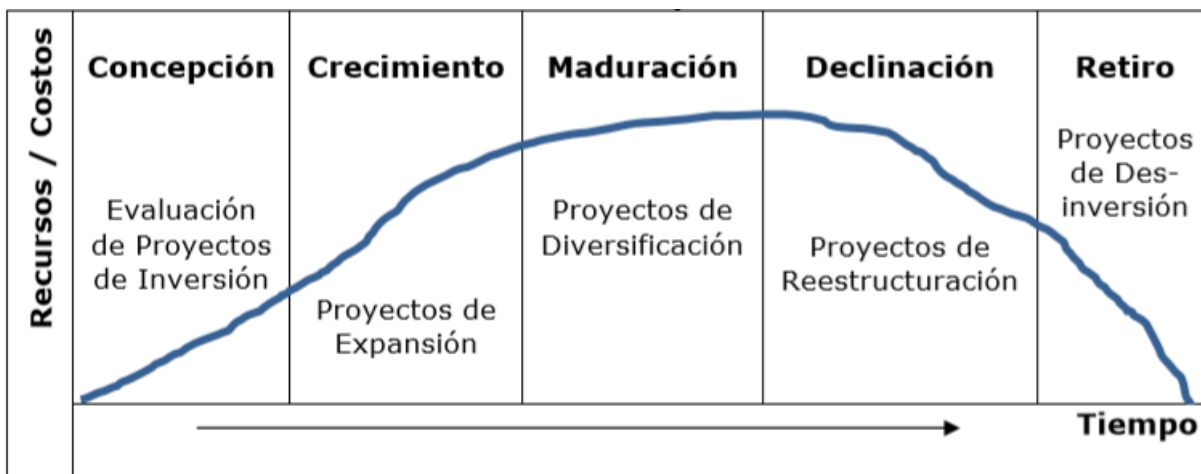 Recursos / Costos
Concepción
Crecimiento
Maduración
Declinación
Retiro
Evaluación
de Proyectos
de Inversión
Proyectos de
Expansión
Proyectos de
Diversificación
Proyectos de
Reestructuración
Proyectos
de Des-
inversión
Tiempo